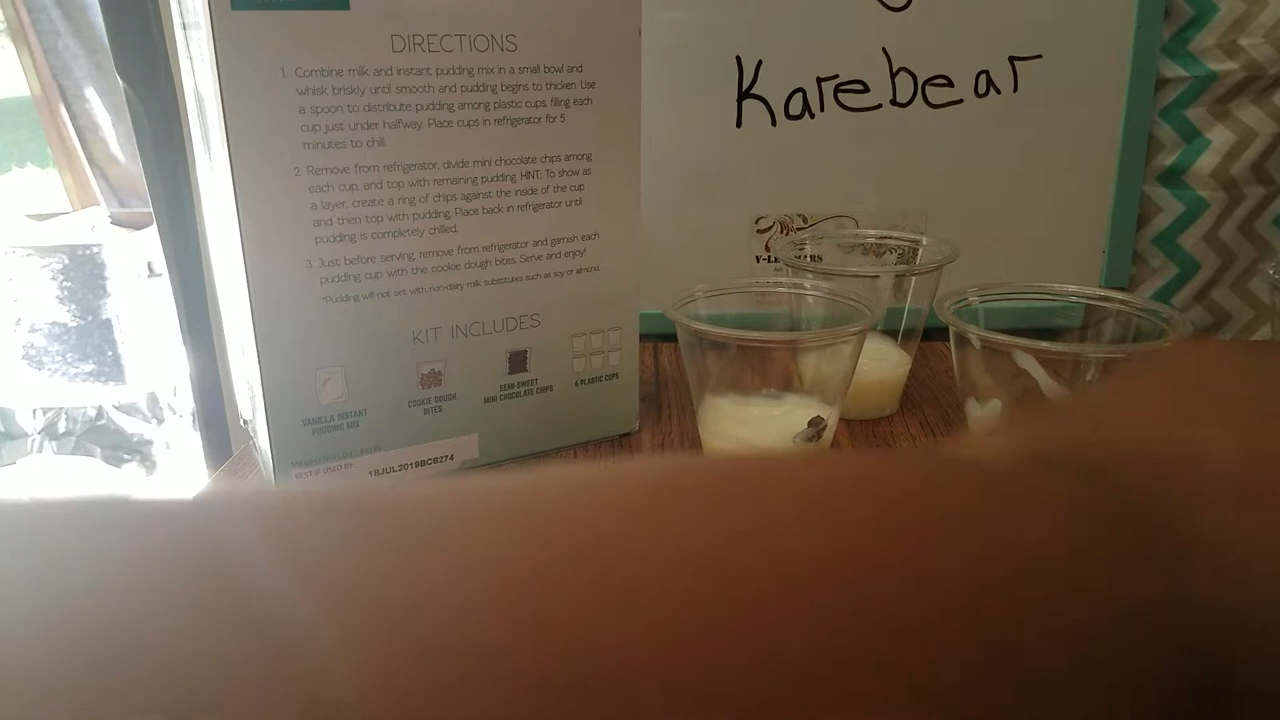 DIRECTIONS
1. Combine milk and instant pudding mix in a small bowl and
whisk briskly until smooth and pudding begins to thicken. Use
a spoon to distribute pudding among plastic cups, filling each
cup just under halfway. Place cups in refrigerator for 5
minutes to chill.
2. Remove from refrigerator, divide mini chocolate chips among
each cup, and top with remaining pudding. HINT: To show as
a layer, create a ring of chips against the inside of the cup
and then top with pudding. Place back in refrigerator until
pudding is completely chilled.
3. Just before serving, remove from refrigerator and garnish each
pudding cup with the cookie dough bites. Serve and enjoy!
*Pudding will not set with non-dairy milk substitutes such as soy or almond.
KIT INCLUDES
VANILLA INSTANT
PUDDING MIX
COOKIE DOUGH
BITES
SEMI-SWEET
MINI CHOCOLATE CHIPS
6 PLASTIC CUPS
BEST IF USED BY:
18JUL2019BC8274
Karebear